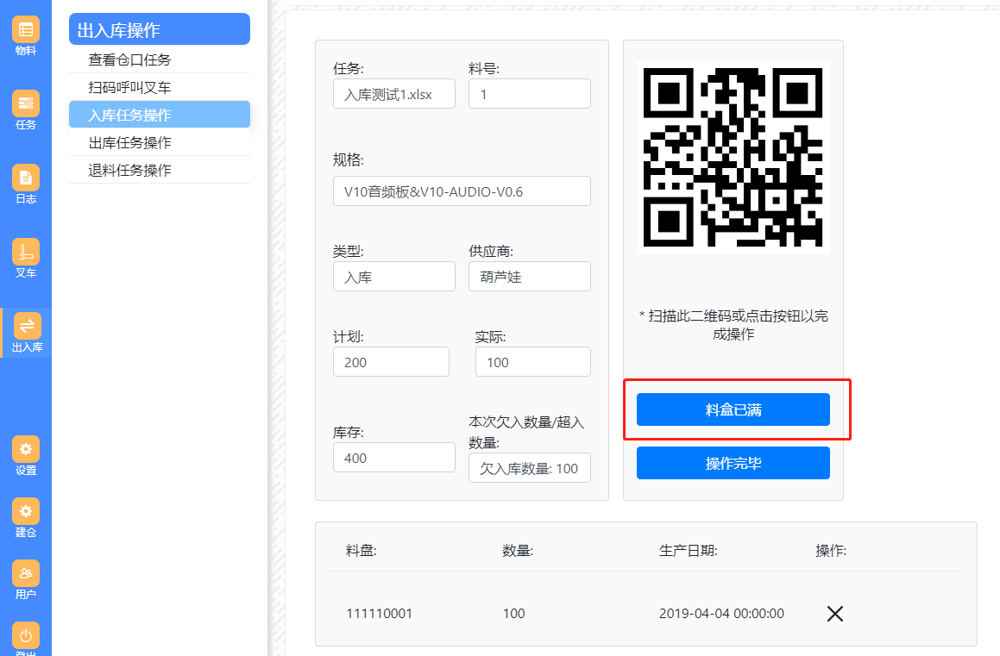 物料
任务
日志
叉车
出入库
设置
建仓
用户
登出
出入库操作
查看仓口任务
扫码呼叫叉车
入库任务操作
出库任务操作
退料任务操作
任务: 料号:
入库测试1.xlsx 1
规格:
V10音频板&V10-AUDIO-V0.6
类型: 供应商:
入库 葫芦娃
计划: 实际:
200 100
库存: 本次欠入数量/超入
数量:
400 欠入库数量: 100
* 扫描此二维码或点击按钮以完
成操作
料盒已满
操作完毕
料盘: 数量: 生产日期: 操作:
111110001 100 2019-04-04 00:00:00